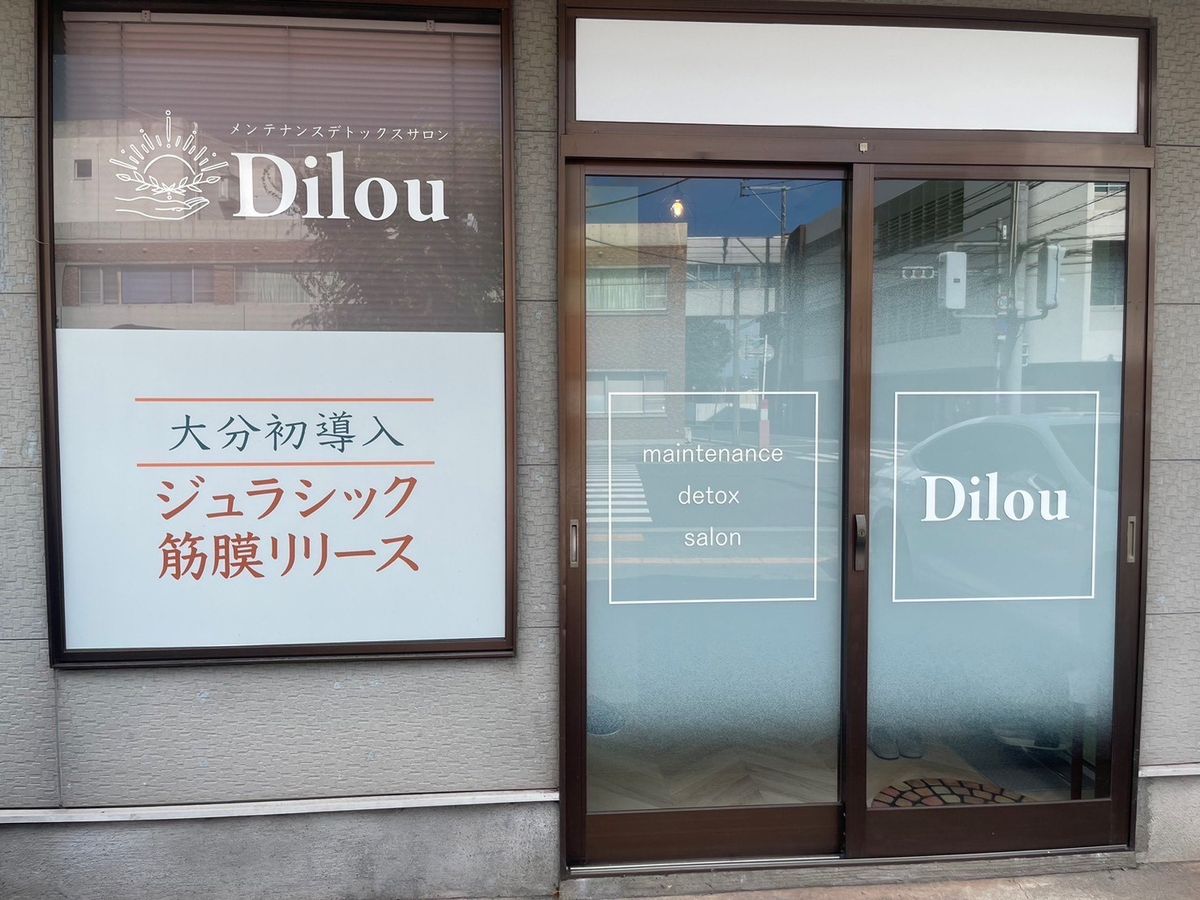 メンテナンスデトックスサロン
Dilou
大分初導入
ジュラシック
筋膜リリース
maintenance
detox
salon
Dilou